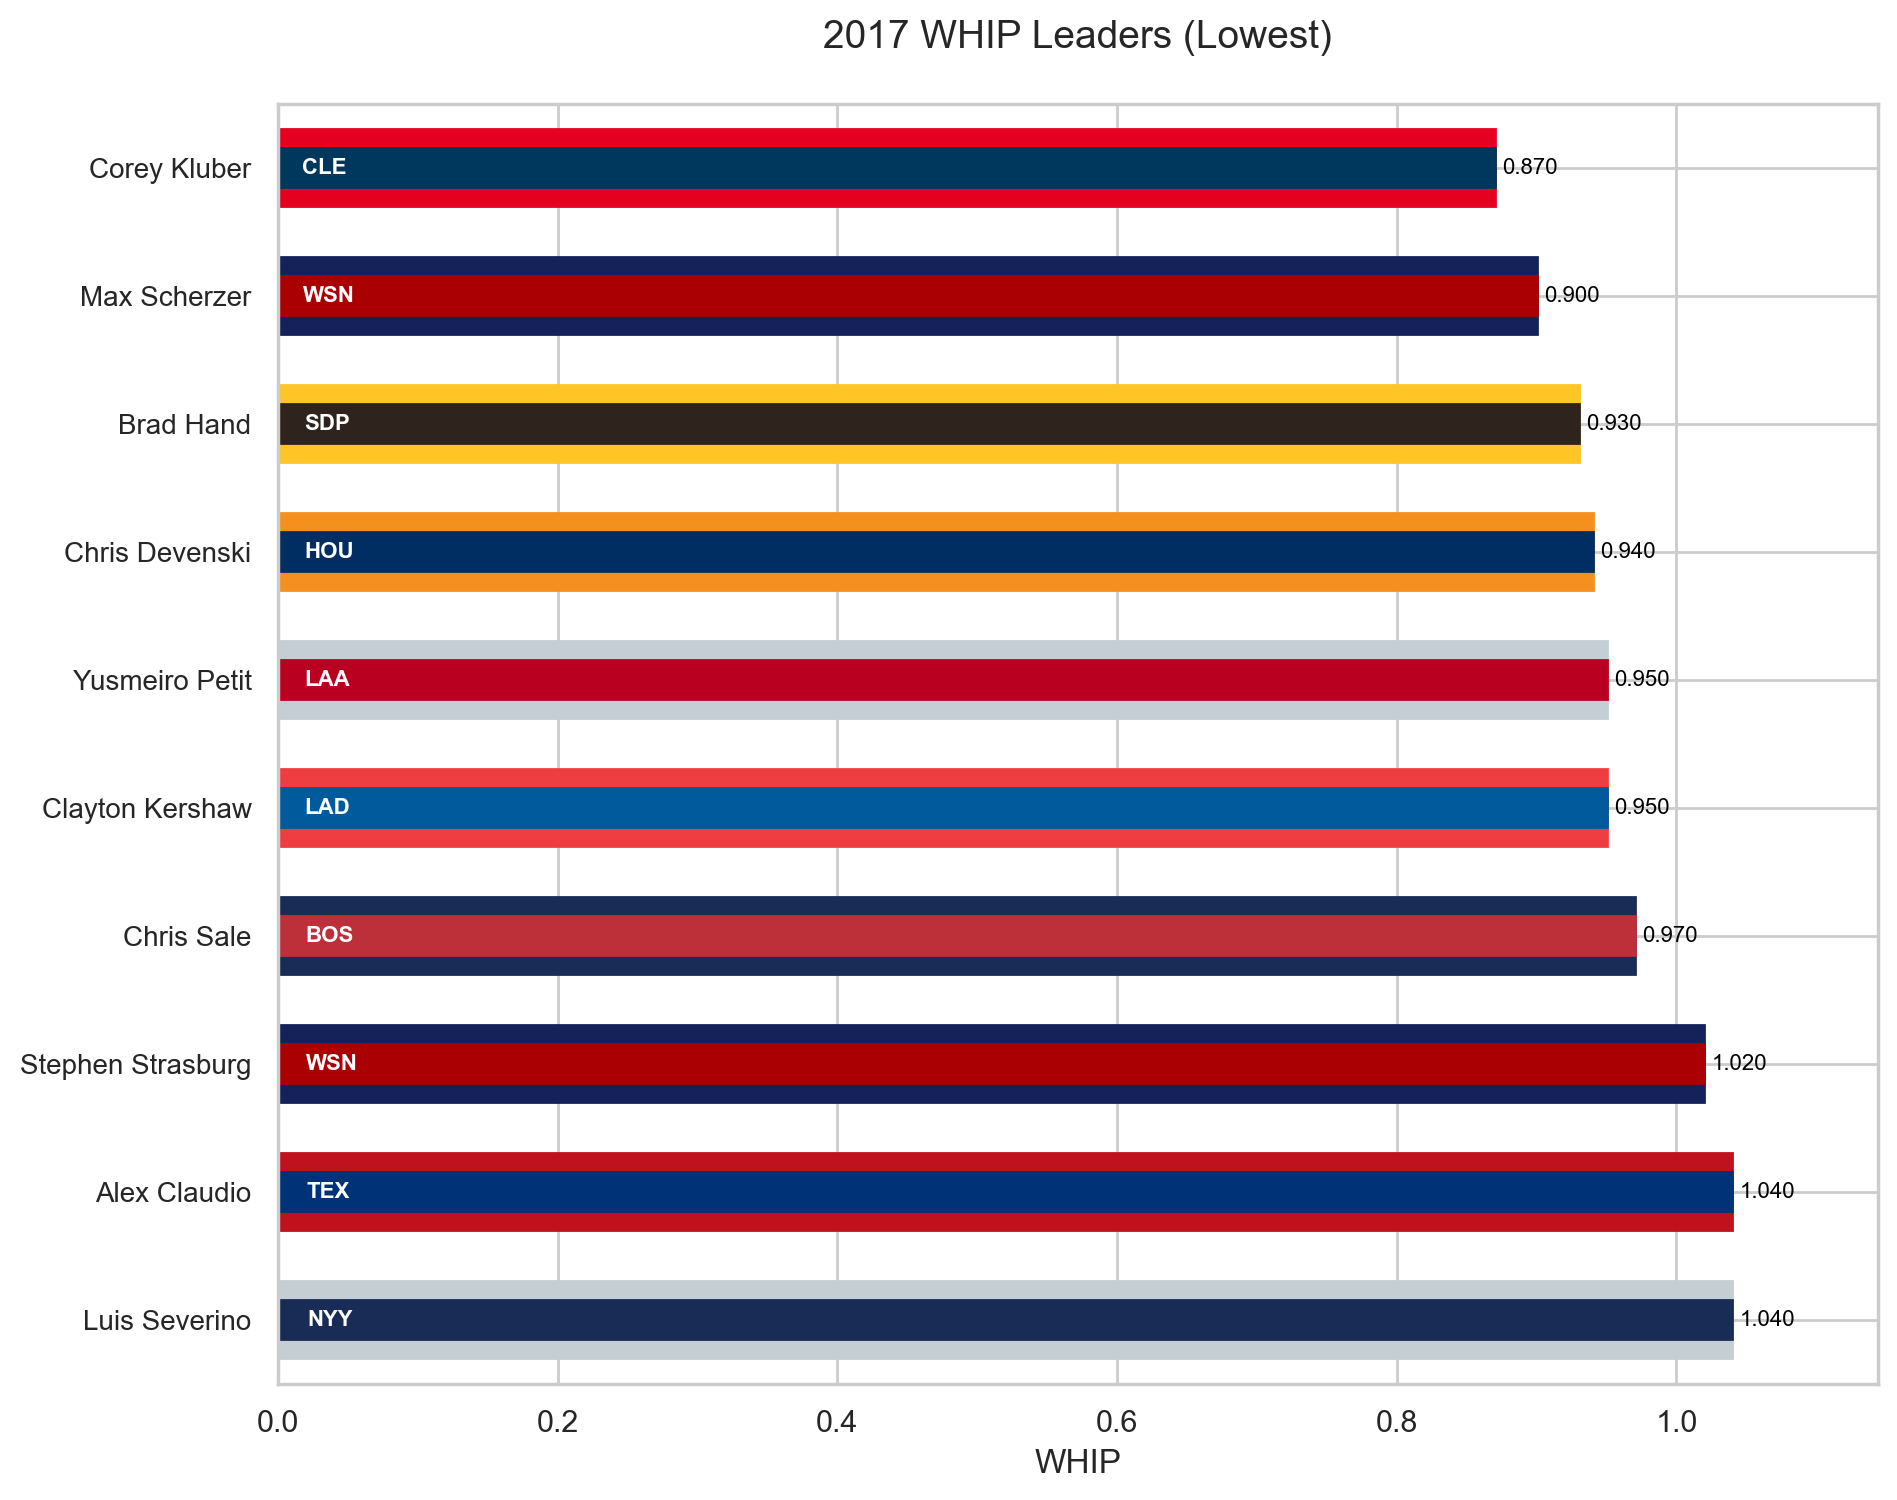 2017 WHIP Leaders (Lowest)
Corey Kluber CLE 0.870
Max Scherzer WSN 0.900
Brad Hand SDP 0.930
Chris Devenski HOU 0.940
Yusmeiro Petit LAA 0.950
Clayton Kershaw LAD 0.950
Chris Sale BOS 0.970
Stephen Strasburg WSN 1.020
Alex Claudio TEX 1.040
Luis Severino NYY 1.040
0.0 0.2 0.4 0.6 0.8 1.0
WHIP